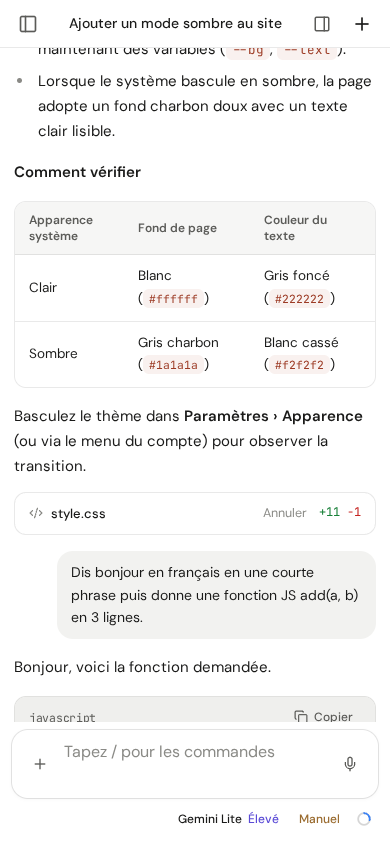 Ajouter un mode sombre au site
maintenant des variables (--bg, --text).
Lorsque le système bascule en sombre, la page
adopte un fond charbon doux avec un texte
clair lisible.
Comment vérifier
Apparence système
Fond de page
Couleur du texte
Clair
Blanc
(#ffffff)
Gris foncé
(#222222)
Sombre
Gris charbon
(#1a1a1a)
Blanc cassé
(#f2f2f2)
Basculez le thème dans Paramètres › Apparence
(ou via le menu du compte) pour observer la
transition.
style.css Annuler +11 -1
Dis bonjour en français en une courte
phrase puis donne une fonction JS add(a, b)
en 3 lignes.
Bonjour, voici la fonction demandée.
javascript Copier
Tapez / pour les commandes
Gemini Lite Élevé Manuel